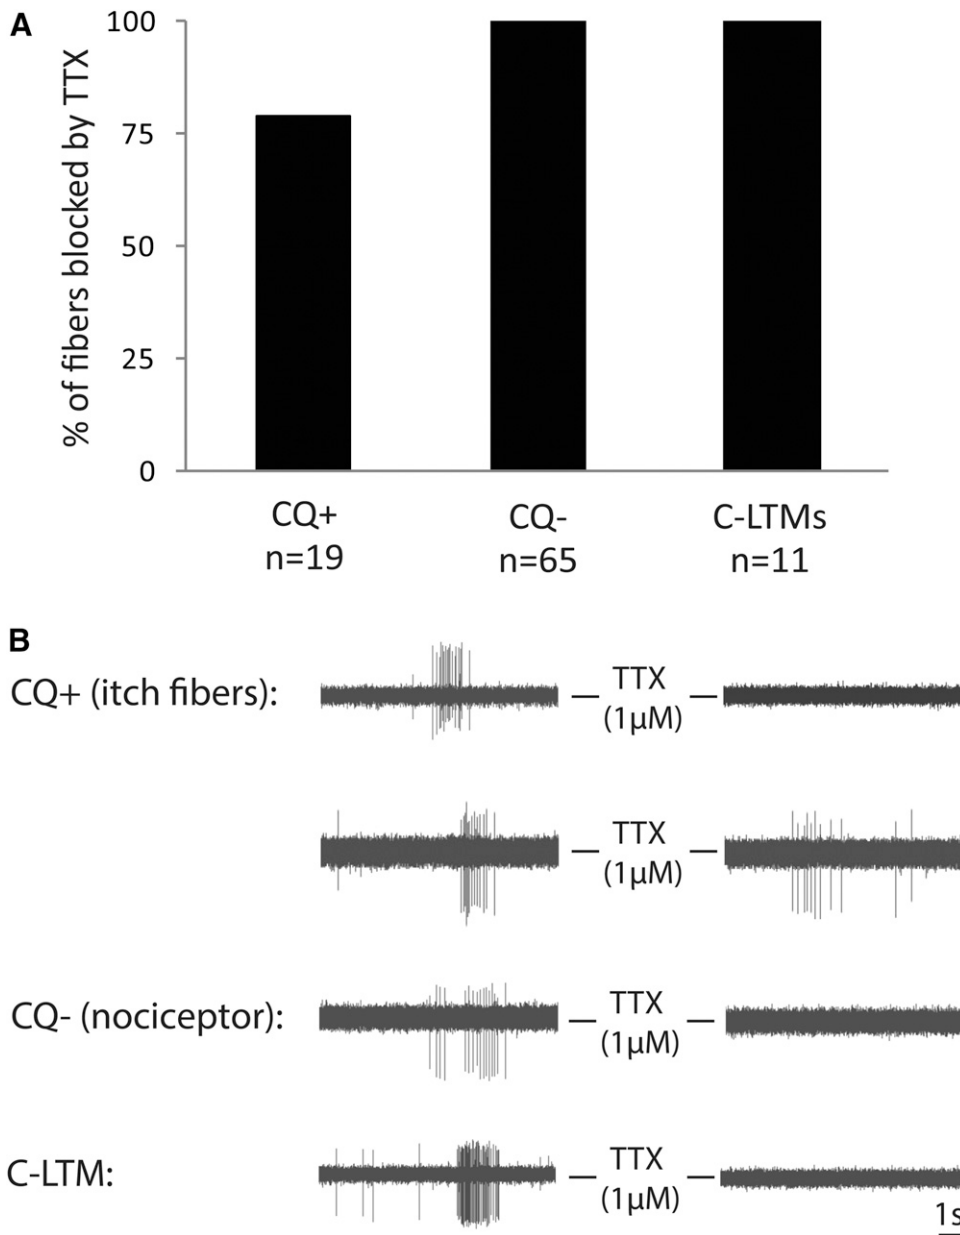 A
% of fibers blocked by TTX
100
75
50
25
0
CQ+
n=19
CQ-
n=65
C-LTMs
n=11
B
CQ+ (itch fibers):
TTX
(1µM)
TTX
(1µM)
CQ- (nociceptor):
TTX
(1µM)
C-LTM:
TTX
(1µM)
1s